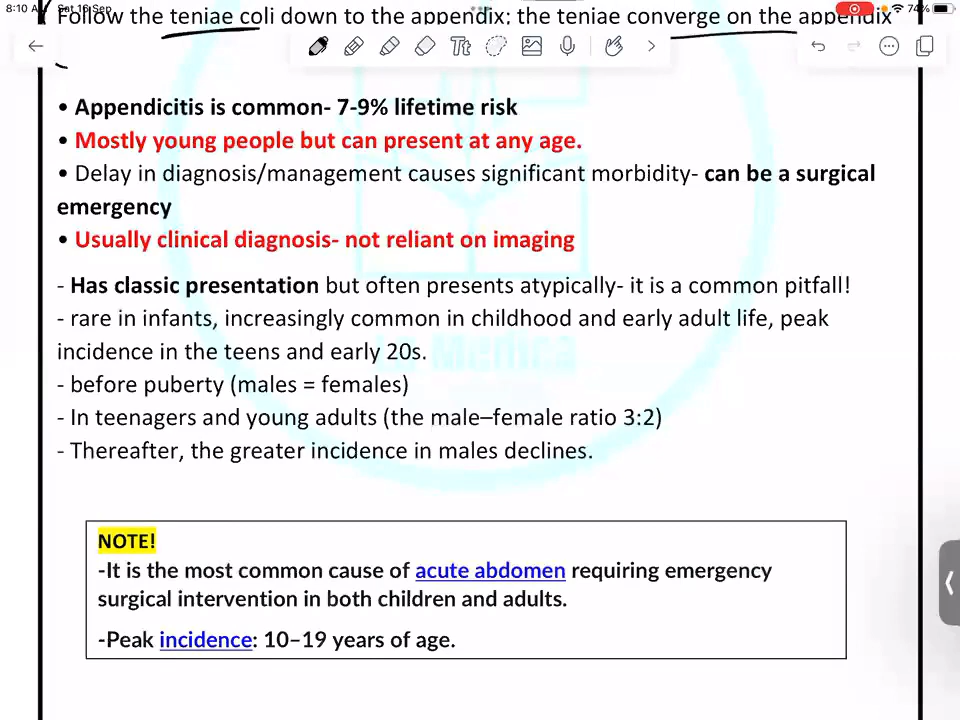 8:10 A Sat 16 Sep 74%
Follow the teniae coli down to the appendix; the teniae converge on the appendix
Tt
• Appendicitis is common- 7-9% lifetime risk
• Mostly young people but can present at any age.
• Delay in diagnosis/management causes significant morbidity- can be a surgical
emergency
• Usually clinical diagnosis- not reliant on imaging
- Has classic presentation but often presents atypically- it is a common pitfall!
- rare in infants, increasingly common in childhood and early adult life, peak
incidence in the teens and early 20s.
La Medica
- before puberty (males = females)
- In teenagers and young adults (the male–female ratio 3:2)
- Thereafter, the greater incidence in males declines.
NOTE!
-It is the most common cause of acute abdomen requiring emergency
surgical intervention in both children and adults.
-Peak incidence: 10–19 years of age.